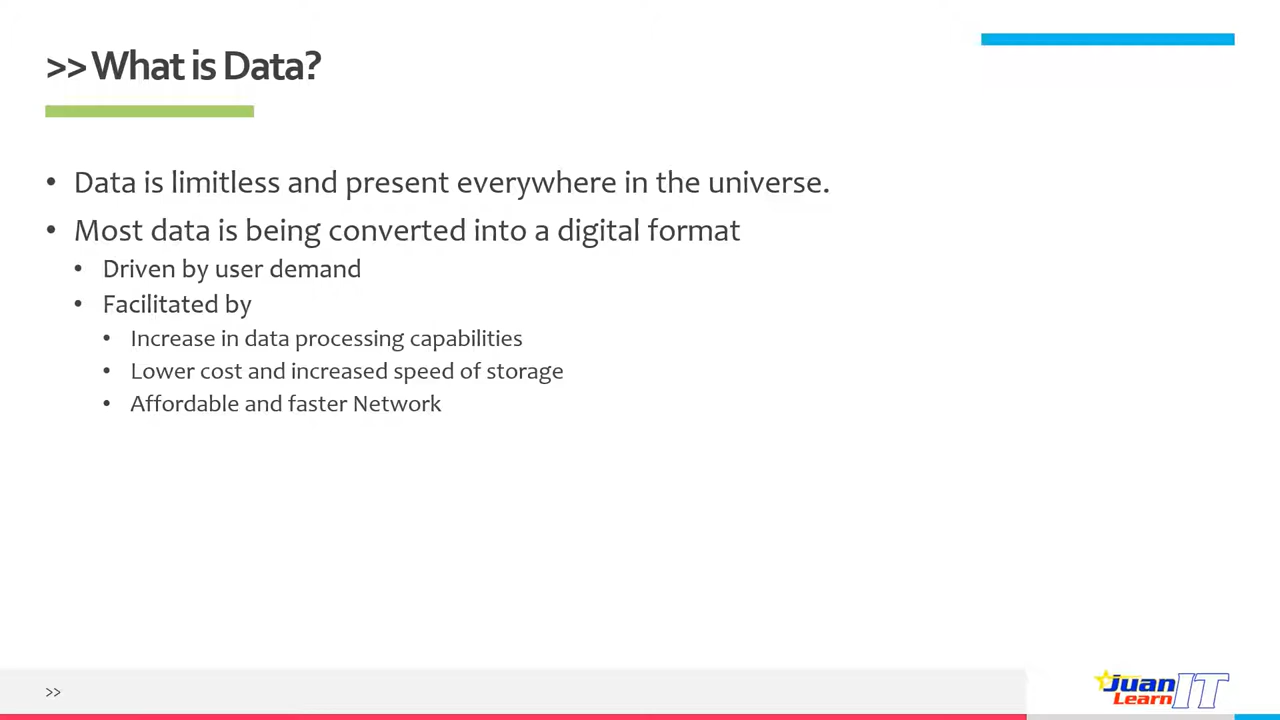 >> What is Data?
• Data is limitless and present everywhere in the universe.
• Most data is being converted into a digital format
• Driven by user demand
• Facilitated by
• Increase in data processing capabilities
• Lower cost and increased speed of storage
• Affordable and faster Network
>>
Juan
Learn IT